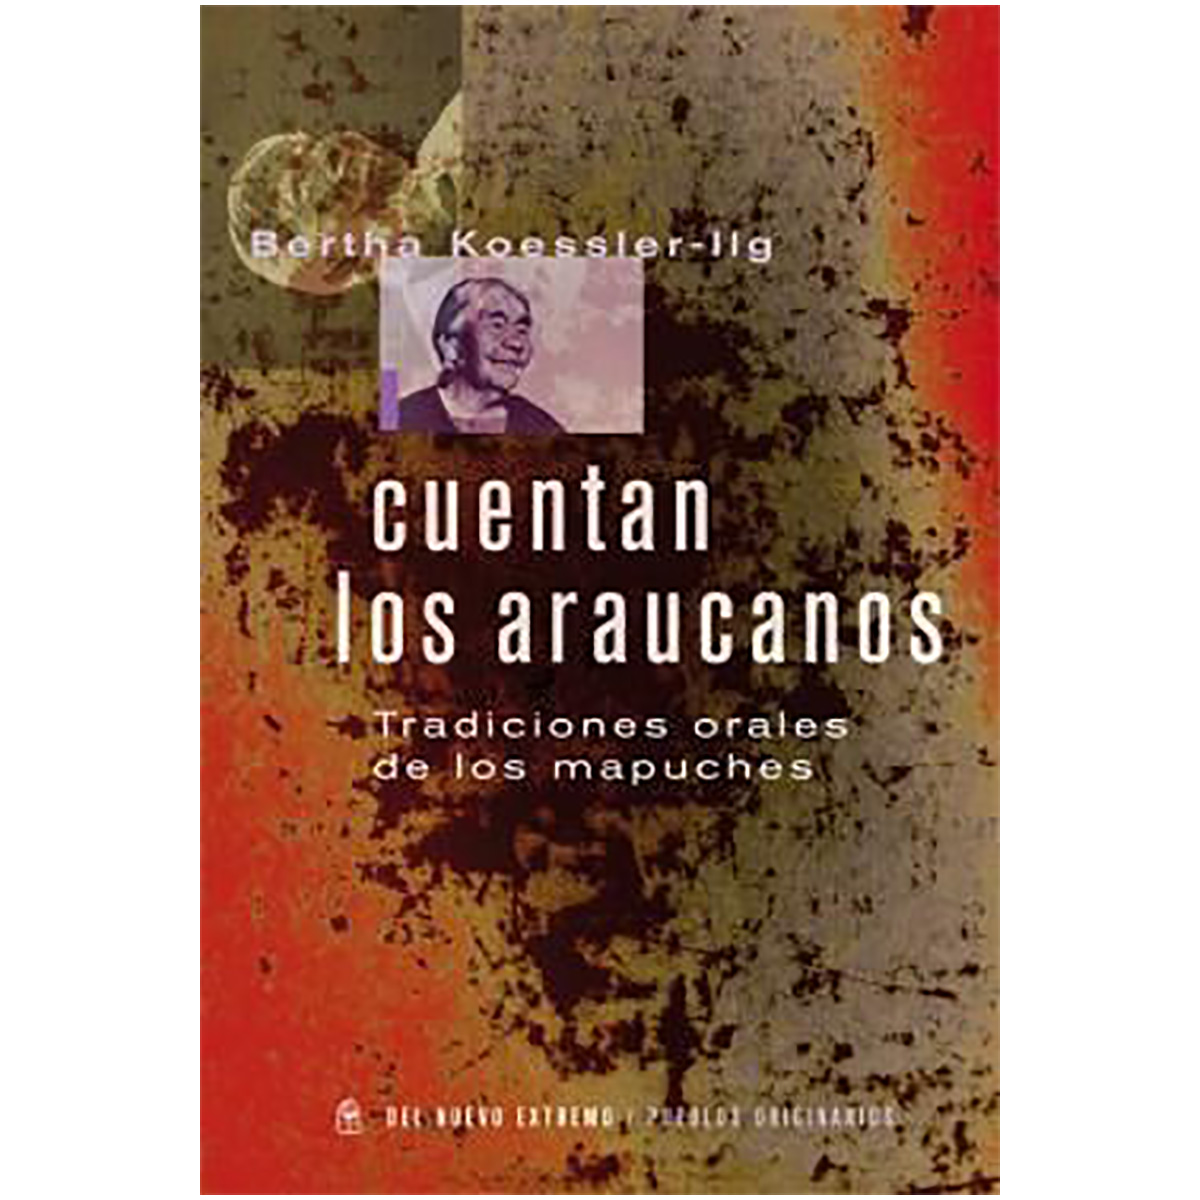 Bertha Koessler-Ilg
cuentan
los araucanos
Tradiciones orales
de los mapuches
DEL NUEVO EXTREMO / PUEBLOS ORIGINARIOS